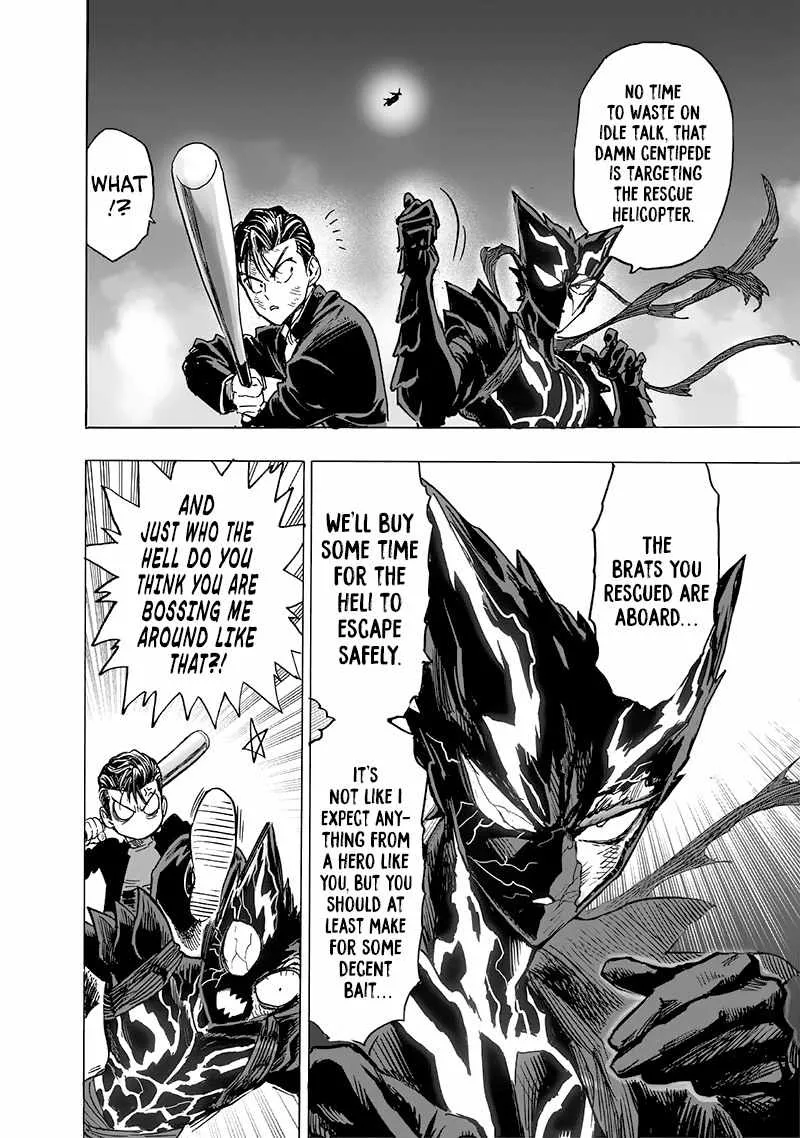 NO TIME
TO WASTE ON
IDLE TALK, THAT
DAMN CENTIPEDE
IS TARGETING
THE RESCUE
HELICOPTER.
WHAT
!?
THE
BRATS YOU
RESCUED ARE
ABOARD...
WE'LL BUY
SOME TIME
FOR THE
HELI TO
ESCAPE
SAFELY.
IT'S
NOT LIKE I
EXPECT ANY-
THING FROM
A HERO LIKE
YOU, BUT YOU
SHOULD AT
LEAST MAKE
FOR SOME
DECENT
BAIT...
AND
JUST WHO THE
HELL DO YOU
THINK YOU ARE
BOSSING ME
AROUND LIKE
THAT?!